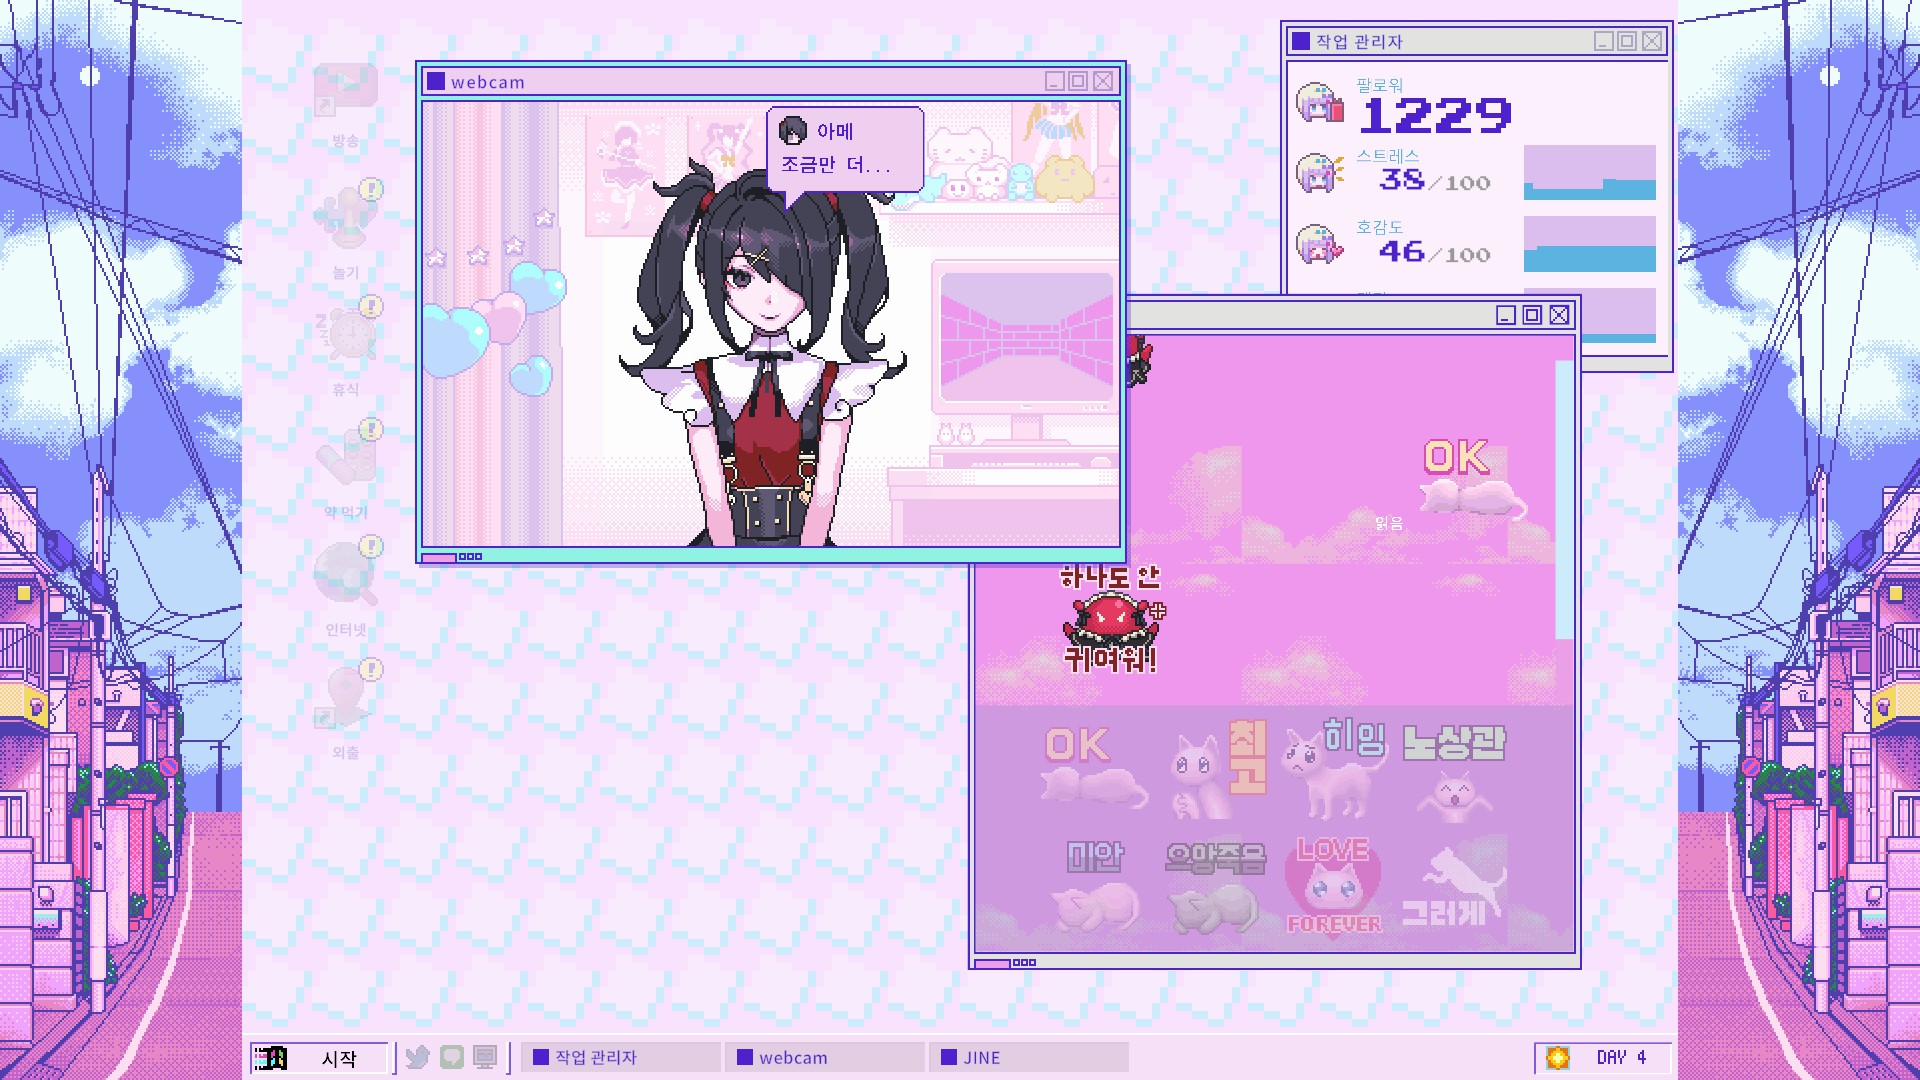 방송
놀기
휴식
약 먹기
인터넷
외출
webcam
아메
조금만 더...
작업 관리자
팔로워
1229
스트레스
38/100
호감도
46/100
OK
읽음
하나도 안
귀여워!
OK
최고
히잉
노상관
미안
오앙죽음
LOVE
FOREVER
그러게
시작
작업 관리자
webcam
JINE
DAY 4